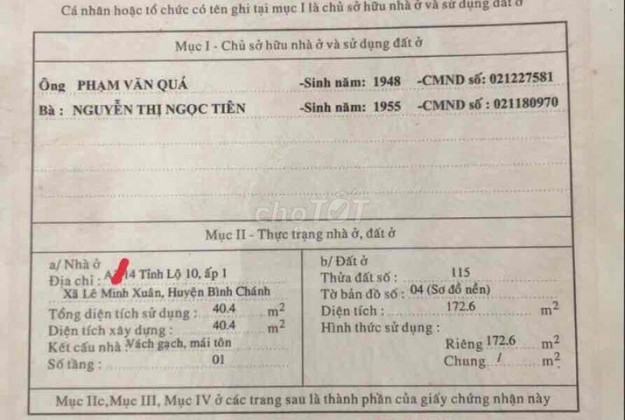 Cá nhân hoặc tổ chức có tên ghi tại mục I là chủ sở hữu nhà ở và sử dụng đất ở
Mục I - Chủ sở hữu nhà ở và sử dụng đất ở
Ông PHẠM VĂN QUÁ -Sinh năm: 1948 -CMND số: 021227581
Bà : NGUYỄN THỊ NGỌC TIÊN -Sinh năm: 1955 -CMND số : 021180970
choTỐT
Mục II - Thực trạng nhà ở, đất ở
a/ Nhà ở
Địa chỉ : 14 Tỉnh Lộ 10, ấp 1
Xã Lê Minh Xuân, Huyện Bình Chánh
Tổng diện tích sử dụng : 40.4 m2
Diện tích xây dựng : 40.4 m2
Kết cấu nhà :Vách gạch, mái tôn
Số tầng : 01
b/ Đất ở
Thửa đất số : 115
Tờ bản đồ số : 04 (Sơ đồ nền)
Diện tích : 172.6 m2
Hình thức sử dụng :
Riêng 172.6 m2
Chung / m2
Mục IIc,Mục III, Mục IV ở các trang sau là thành phần của giấy chứng nhận này